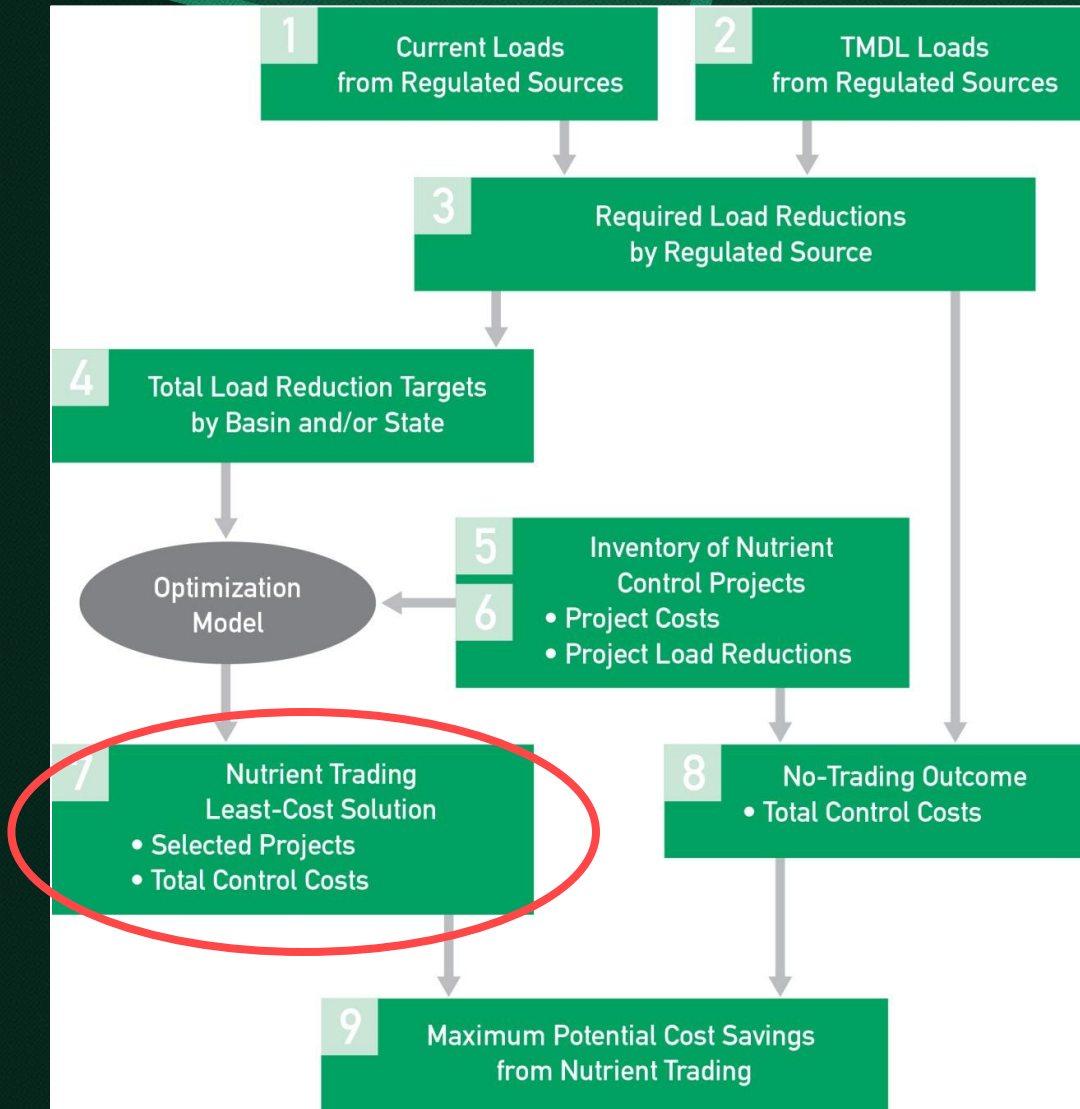 1
Current Loads
from Regulated Sources
2
TMDL Loads
from Regulated Sources
3
Required Load Reductions
by Regulated Source
4
Total Load Reduction Targets
by Basin and/or State
Optimization
Model
5
6
Inventory of Nutrient
Control Projects
• Project Costs
• Project Load Reductions
7
Nutrient Trading
Least-Cost Solution
• Selected Projects
• Total Control Costs
8
No-Trading Outcome
• Total Control Costs
9
Maximum Potential Cost Savings
from Nutrient Trading